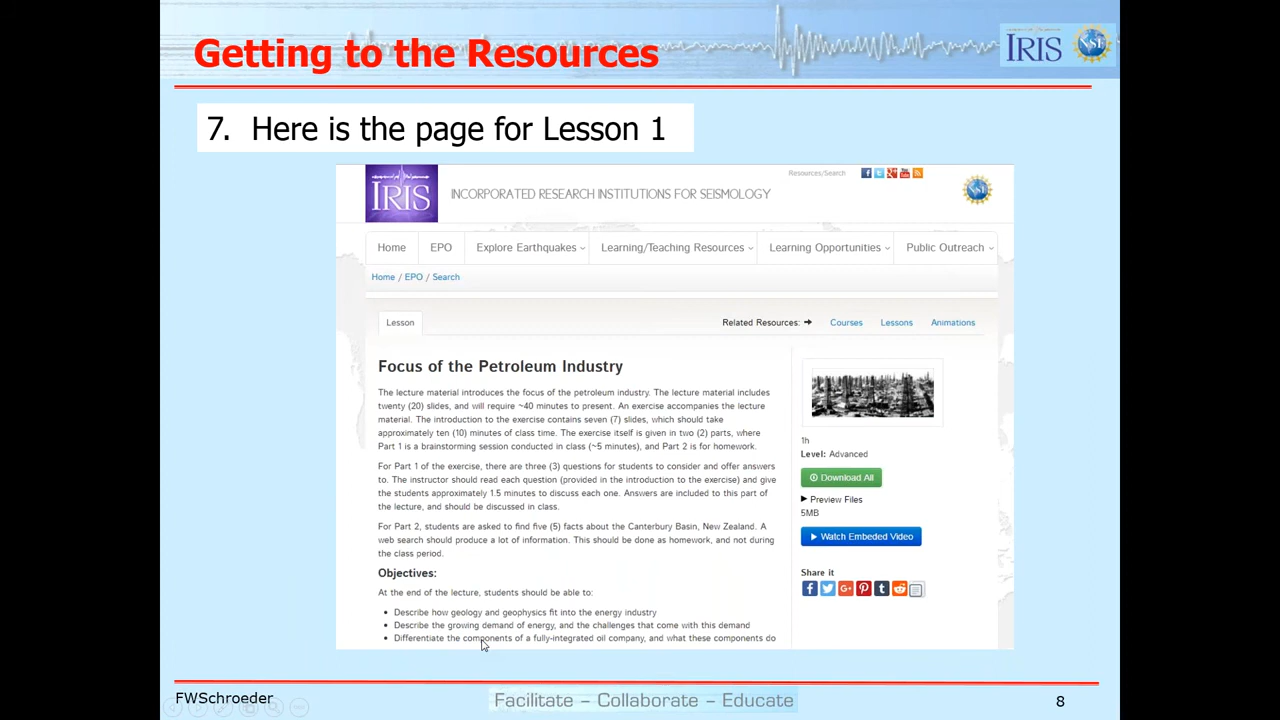 Getting to the Resources
IRIS
NSF
7. Here is the page for Lesson 1
IRIS
INCORPORATED RESEARCH INSTITUTIONS FOR SEISMOLOGY
Resources/Search
Home
EPO
Explore Earthquakes
Learning/Teaching Resources
Learning Opportunities
Public Outreach
Home / EPO / Search
Lesson
Related Resources: ➔ Courses Lessons Animations
Focus of the Petroleum Industry
The lecture material introduces the focus of the petroleum industry. The lecture material includes
twenty (20) slides, and will require ~40 minutes to present. An exercise accompanies the lecture
material. The introduction to the exercise contains seven (7) slides, which should take
approximately ten (10) minutes of class time. The exercise itself is given in two (2) parts, where
Part 1 is a brainstorming session conducted in class (~5 minutes), and Part 2 is for homework.
For Part 1 of the exercise, there are three (3) questions for students to consider and offer answers
to. The instructor should read each question (provided in the introduction to the exercise) and give
the students approximately 1.5 minutes to discuss each one. Answers are included to this part of
the lecture, and should be discussed in class.
For Part 2, students are asked to find five (5) facts about the Canterbury Basin, New Zealand. A
web search should produce a lot of information. This should be done as homework, and not during
the class period.
Objectives:
At the end of the lecture, students should be able to:
• Describe how geology and geophysics fit into the energy industry
• Describe the growing demand of energy, and the challenges that come with this demand
• Differentiate the components of a fully-integrated oil company, and what these components do
1h
Level: Advanced
Download All
Preview Files
5MB
Watch Embeded Video
Share it
FWSchroeder
Facilitate – Collaborate – Educate
8